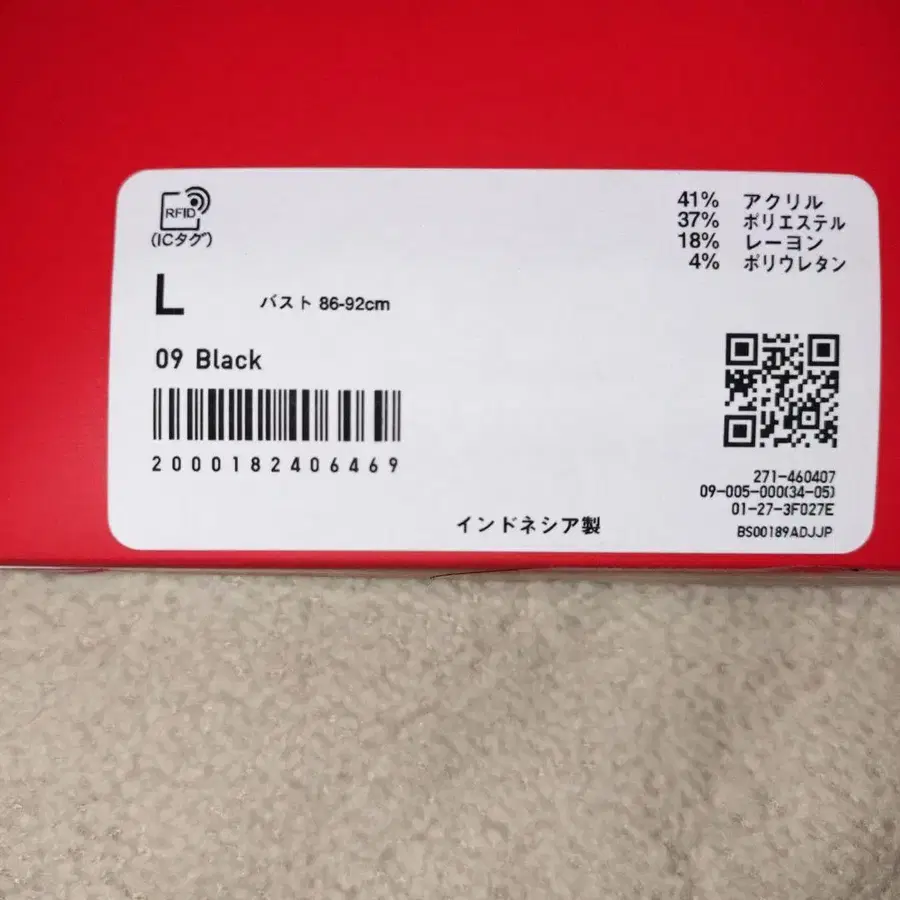 RFID
(ICタグ)
41% アクリル
37% ポリエステル
18% レーヨン
4% ポリウレタン
L バスト 86-92cm
09 Black
2000182406469
271-460407
09-005-000(34-05)
01-27-3F027E
インドネシア製
BS00189ADJJJP